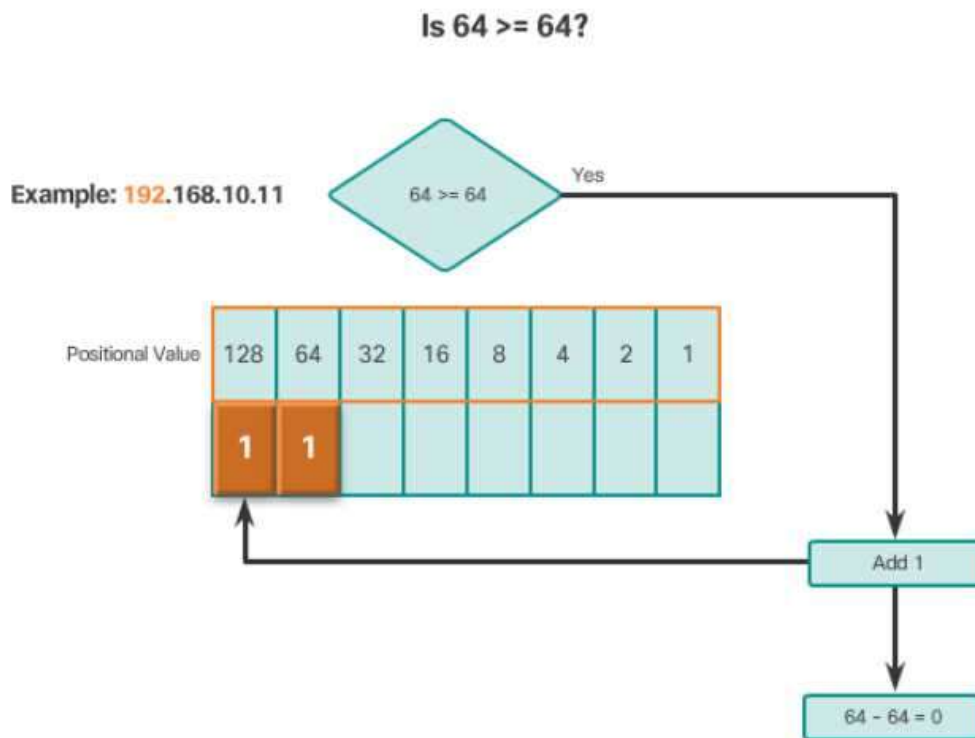 Is 64 >= 64?
Example: 192.168.10.11
64 >= 64
Yes
Positional Value 128 64 32 16 8 4 2 1
1 1
Add 1
64 - 64 = 0